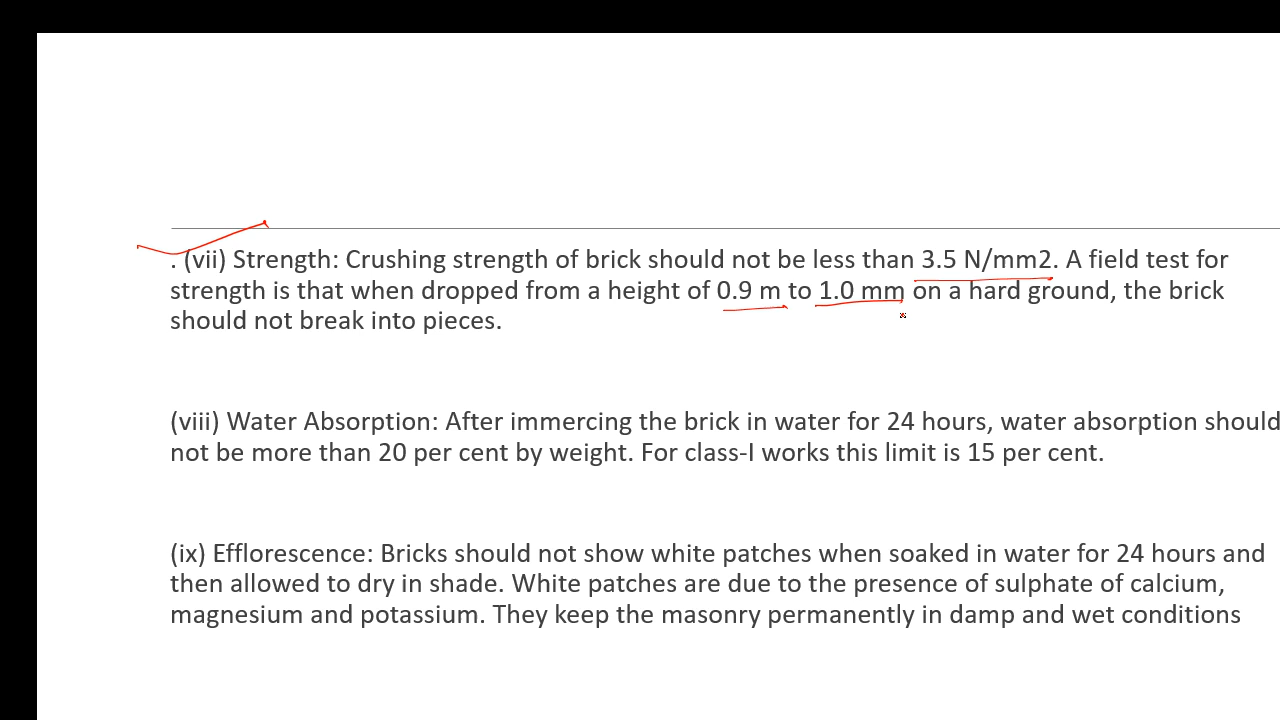 . (vii) Strength: Crushing strength of brick should not be less than 3.5 N/mm2. A field test for
strength is that when dropped from a height of 0.9 m to 1.0 mm on a hard ground, the brick
should not break into pieces.
(viii) Water Absorption: After immercing the brick in water for 24 hours, water absorption should
not be more than 20 per cent by weight. For class-I works this limit is 15 per cent.
(ix) Efflorescence: Bricks should not show white patches when soaked in water for 24 hours and
then allowed to dry in shade. White patches are due to the presence of sulphate of calcium,
magnesium and potassium. They keep the masonry permanently in damp and wet conditions